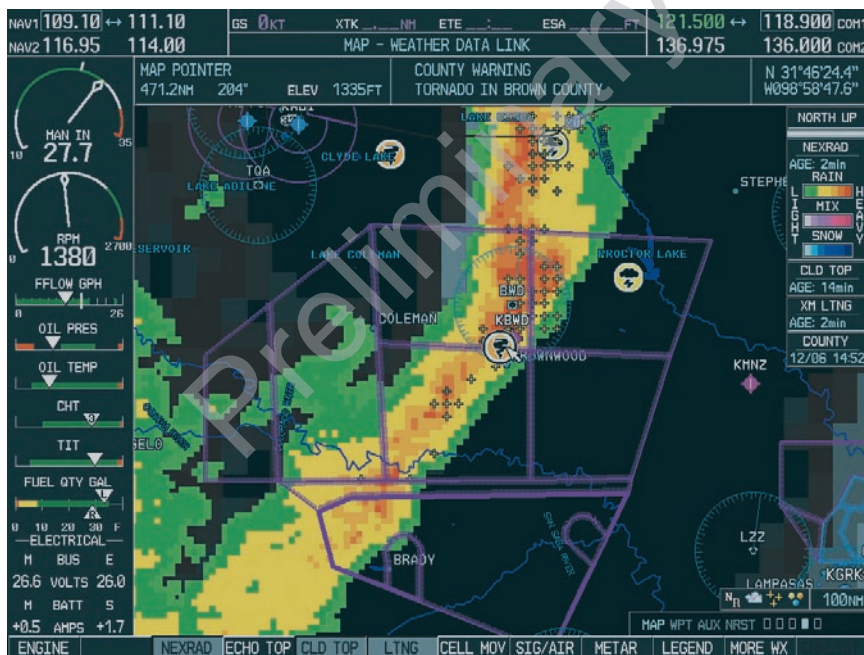 NAV1 109.10 ↔ 111.10
NAV2 116.95 114.00
GS 0KT XTK __.__NM ETE __:__ ESA _____FT
MAP - WEATHER DATA LINK
121.500 ↔ 118.900 COM1
136.975 136.000 COM2
MAP POINTER
471.2NM 204° ELEV 1335FT
COUNTY WARNING
TORNADO IN BROWN COUNTY
N 31°46'24.4"
W098°58'47.6"
MAN IN
10 27.7 35
RPM
0 1380 2700
FFLOW GPH
0 26
OIL PRES
OIL TEMP
CHT
3
TIT
FUEL QTY GAL
L
R
0 10 20 30 F
ELECTRICAL
M BUS E
26.6 VOLTS 26.0
M BATT S
+0.5 AMPS +1.7
NORTH UP
NEXRAD
AGE: 2min
RAIN
LIGHT
HEAVY
MIX
SNOW
CLD TOP
AGE: 14min
XM LTNG
AGE: 2min
COUNTY
12/06 14:52
CLYDE LAKE
TQA
STEPHE
LAKE COLEMAN
PROCTOR LAKE
BWD
COLEMAN
KBWD
ROWNWOOD
KMNZ
GELO
SAN SABA RIVER
LZZ
BRADY
LAMPASAS
KGRK
100NM
MAP WPT AUX NRST
ENGINE NEXRAD ECHO TOP CLD TOP LTNG CELL MOV SIG/AIR METAR LEGEND MORE WX
Preliminary